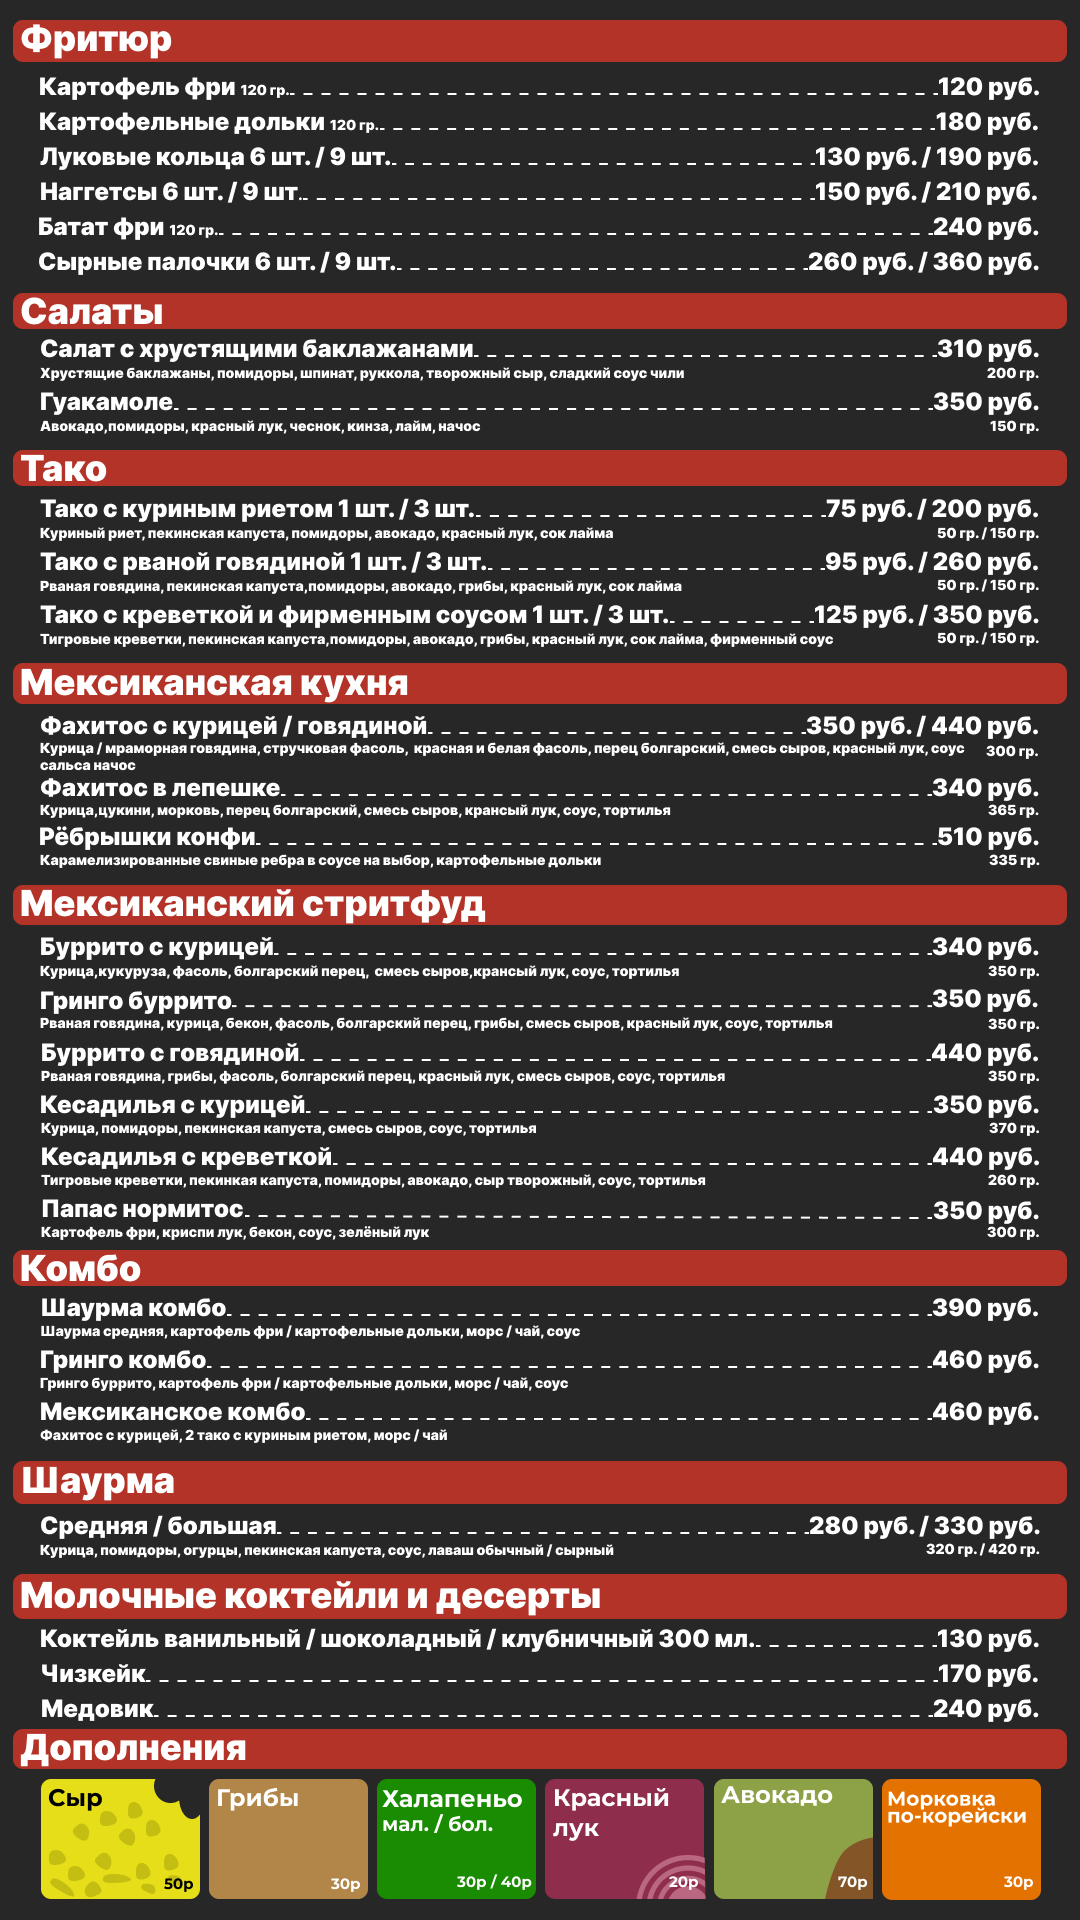 Фритюр
Картофель фри 120 гр. 120 руб.
Картофельные дольки 120 гр. 180 руб.
Луковые кольца 6 шт. / 9 шт. 130 руб. / 190 руб.
Наггетсы 6 шт. / 9 шт. 150 руб. / 210 руб.
Батат фри 120 гр. 240 руб.
Сырные палочки 6 шт. / 9 шт. 260 руб. / 360 руб.
Салаты
Салат с хрустящими баклажанами 310 руб.
Хрустящие баклажаны, помидоры, шпинат, руккола, творожный сыр, сладкий соус чили 200 гр.
Гуакамоле 350 руб.
Авокадо,помидоры, красный лук, чеснок, кинза, лайм, начос 150 гр.
Тако
Тако с куриным риетом 1 шт. / 3 шт. 75 руб. / 200 руб.
Куриный риет, пекинская капуста, помидоры, авокадо, красный лук, сок лайма 50 гр. / 150 гр.
Тако с рваной говядиной 1 шт. / 3 шт. 95 руб. / 260 руб.
Рваная говядина, пекинская капуста,помидоры, авокадо, грибы, красный лук, сок лайма 50 гр. / 150 гр.
Тако с креветкой и фирменным соусом 1 шт. / 3 шт. 125 руб. / 350 руб.
Тигровые креветки, пекинская капуста,помидоры, авокадо, грибы, красный лук, сок лайма, фирменный соус 50 гр. / 150 гр.
Мексиканская кухня
Фахитос с курицей / говядиной 350 руб. / 440 руб.
Курица / мраморная говядина, стручковая фасоль, красная и белая фасоль, перец болгарский, смесь сыров, красный лук, соус 300 гр.
сальса начос
Фахитос в лепешке 340 руб.
Курица,цукини, морковь, перец болгарский, смесь сыров, крансый лук, соус, тортилья 365 гр.
Рёбрышки конфи 510 руб.
Карамелизированные свиные ребра в соусе на выбор, картофельные дольки 335 гр.
Мексиканский стритфуд
Буррито с курицей 340 руб.
Курица,кукуруза, фасоль, болгарский перец, смесь сыров,крансый лук, соус, тортилья 350 гр.
Гринго буррито 350 руб.
Рваная говядина, курица, бекон, фасоль, болгарский перец, грибы, смесь сыров, красный лук, соус, тортилья 350 гр.
Буррито с говядиной 440 руб.
Рваная говядина, грибы, фасоль, болгарский перец, красный лук, смесь сыров, соус, тортилья 350 гр.
Кесадилья с курицей 350 руб.
Курица, помидоры, пекинская капуста, смесь сыров, соус, тортилья 370 гр.
Кесадилья с креветкой 440 руб.
Тигровые креветки, пекинкая капуста, помидоры, авокадо, сыр творожный, соус, тортилья 260 гр.
Папас нормитос 350 руб.
Картофель фри, криспи лук, бекон, соус, зелёный лук 300 гр.
Комбо
Шаурма комбо 390 руб.
Шаурма средняя, картофель фри / картофельные дольки, морс / чай, соус
Гринго комбо 460 руб.
Гринго буррито, картофель фри / картофельные дольки, морс / чай, соус
Мексиканское комбо 460 руб.
Фахитос с курицей, 2 тако с куриным риетом, морс / чай
Шаурма
Средняя / большая 280 руб. / 330 руб.
Курица, помидоры, огурцы, пекинская капуста, соус, лаваш обычный / сырный 320 гр. / 420 гр.
Молочные коктейли и десерты
Коктейль ванильный / шоколадный / клубничный 300 мл. 130 руб.
Чизкейк 170 руб.
Медовик 240 руб.
Дополнения
Сыр
50р
Грибы
30р
Халапеньо
мал. / бол.
30р / 40р
Красный
лук
20р
Авокадо
70р
Морковка
по-корейски
30р